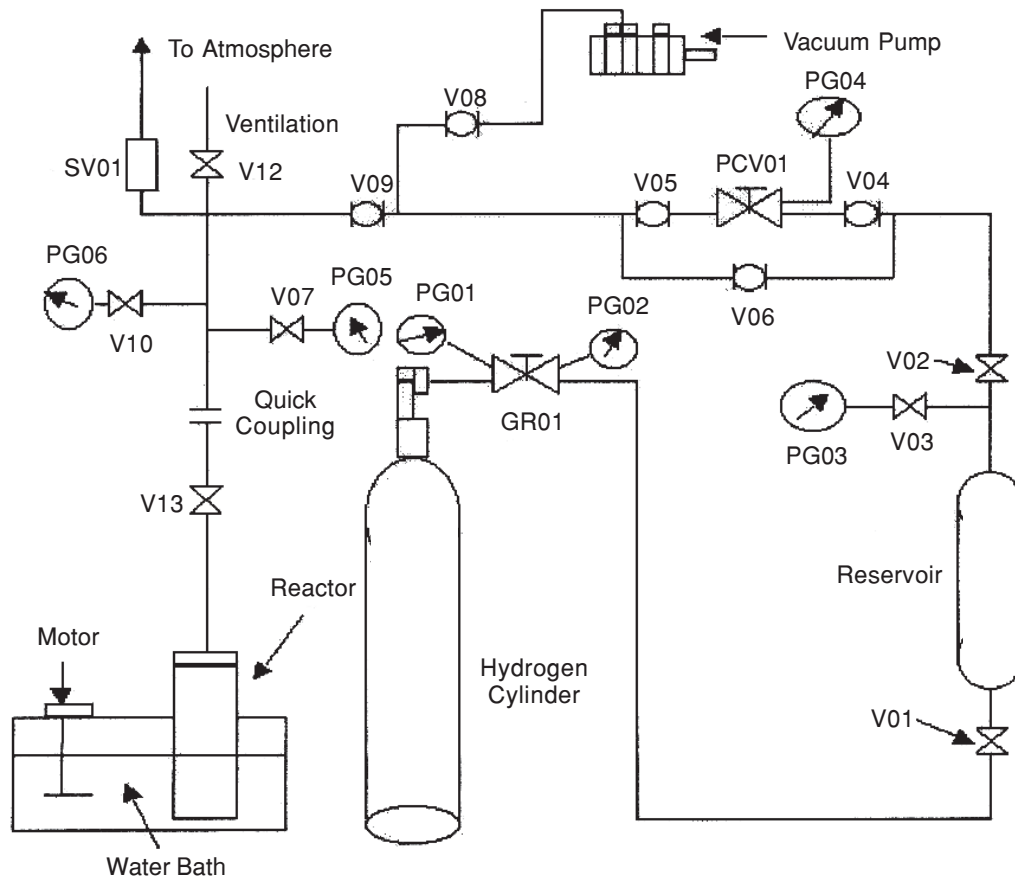 To Atmosphere
Vacuum Pump
V08
PG04
Ventilation
SV01
V12
V09
V05
PCV01
V04
PG06
V07
PG05
PG01
PG02
V06
V10
V02
Quick
Coupling
GR01
V03
PG03
V13
Reservoir
Reactor
Motor
Hydrogen
Cylinder
V01
Water Bath